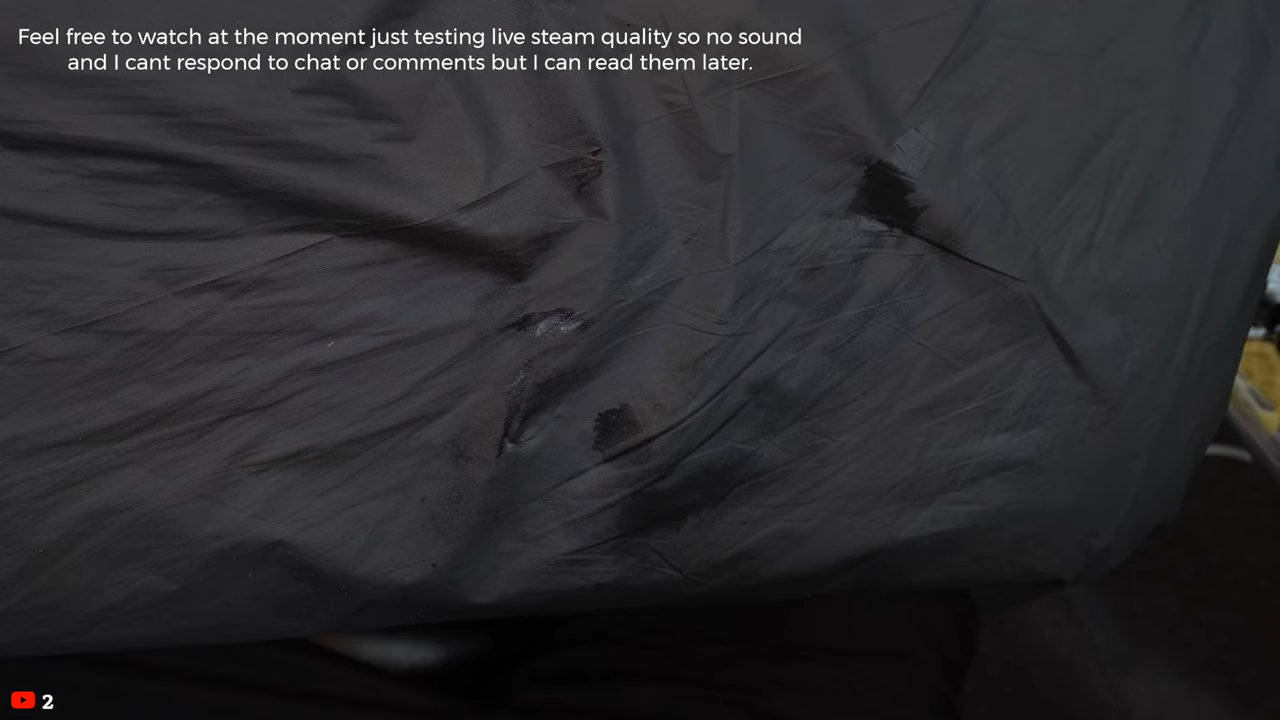 Feel free to watch at the moment just testing live steam quality so no sound
and I cant respond to chat or comments but I can read them later.
2